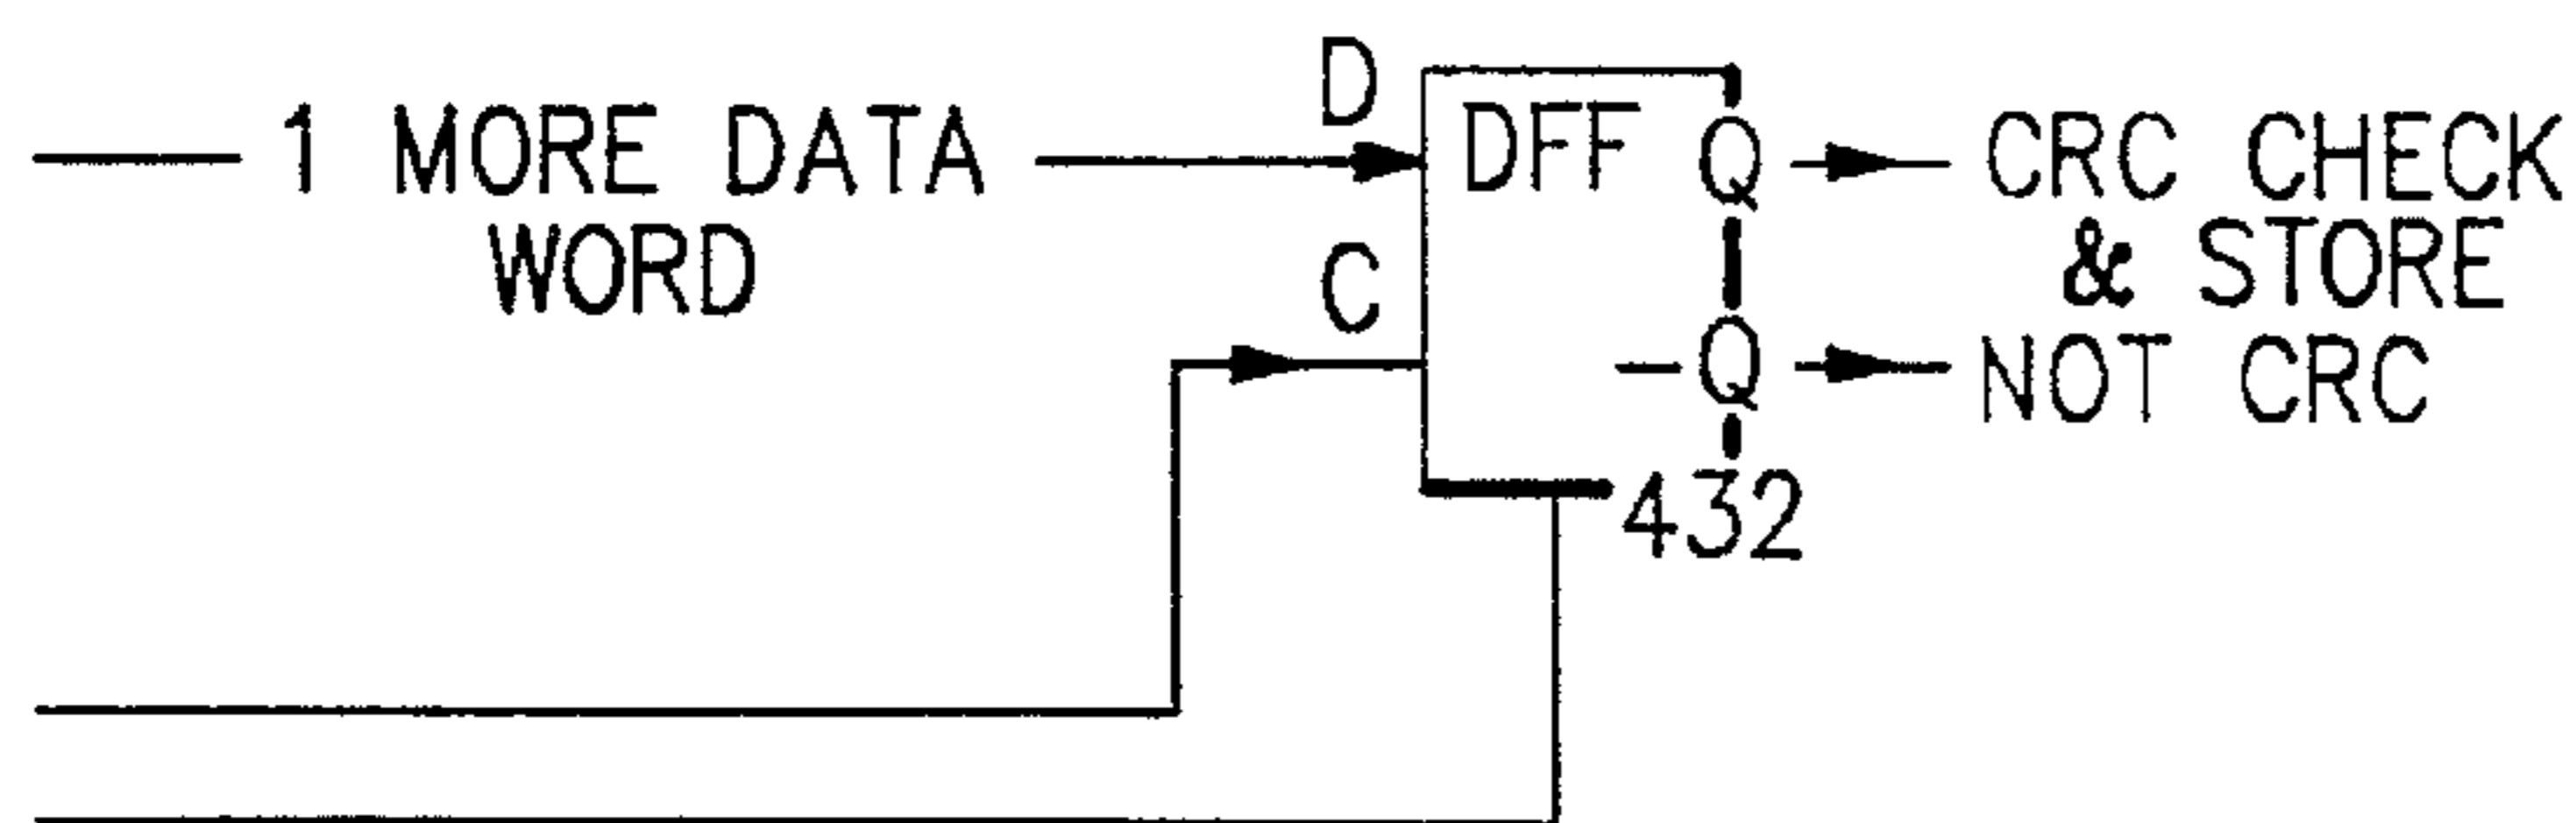 D
1 MORE DATA
WORD
DFF
Q
CRC CHECK
& STORE
C
-Q
NOT CRC
432